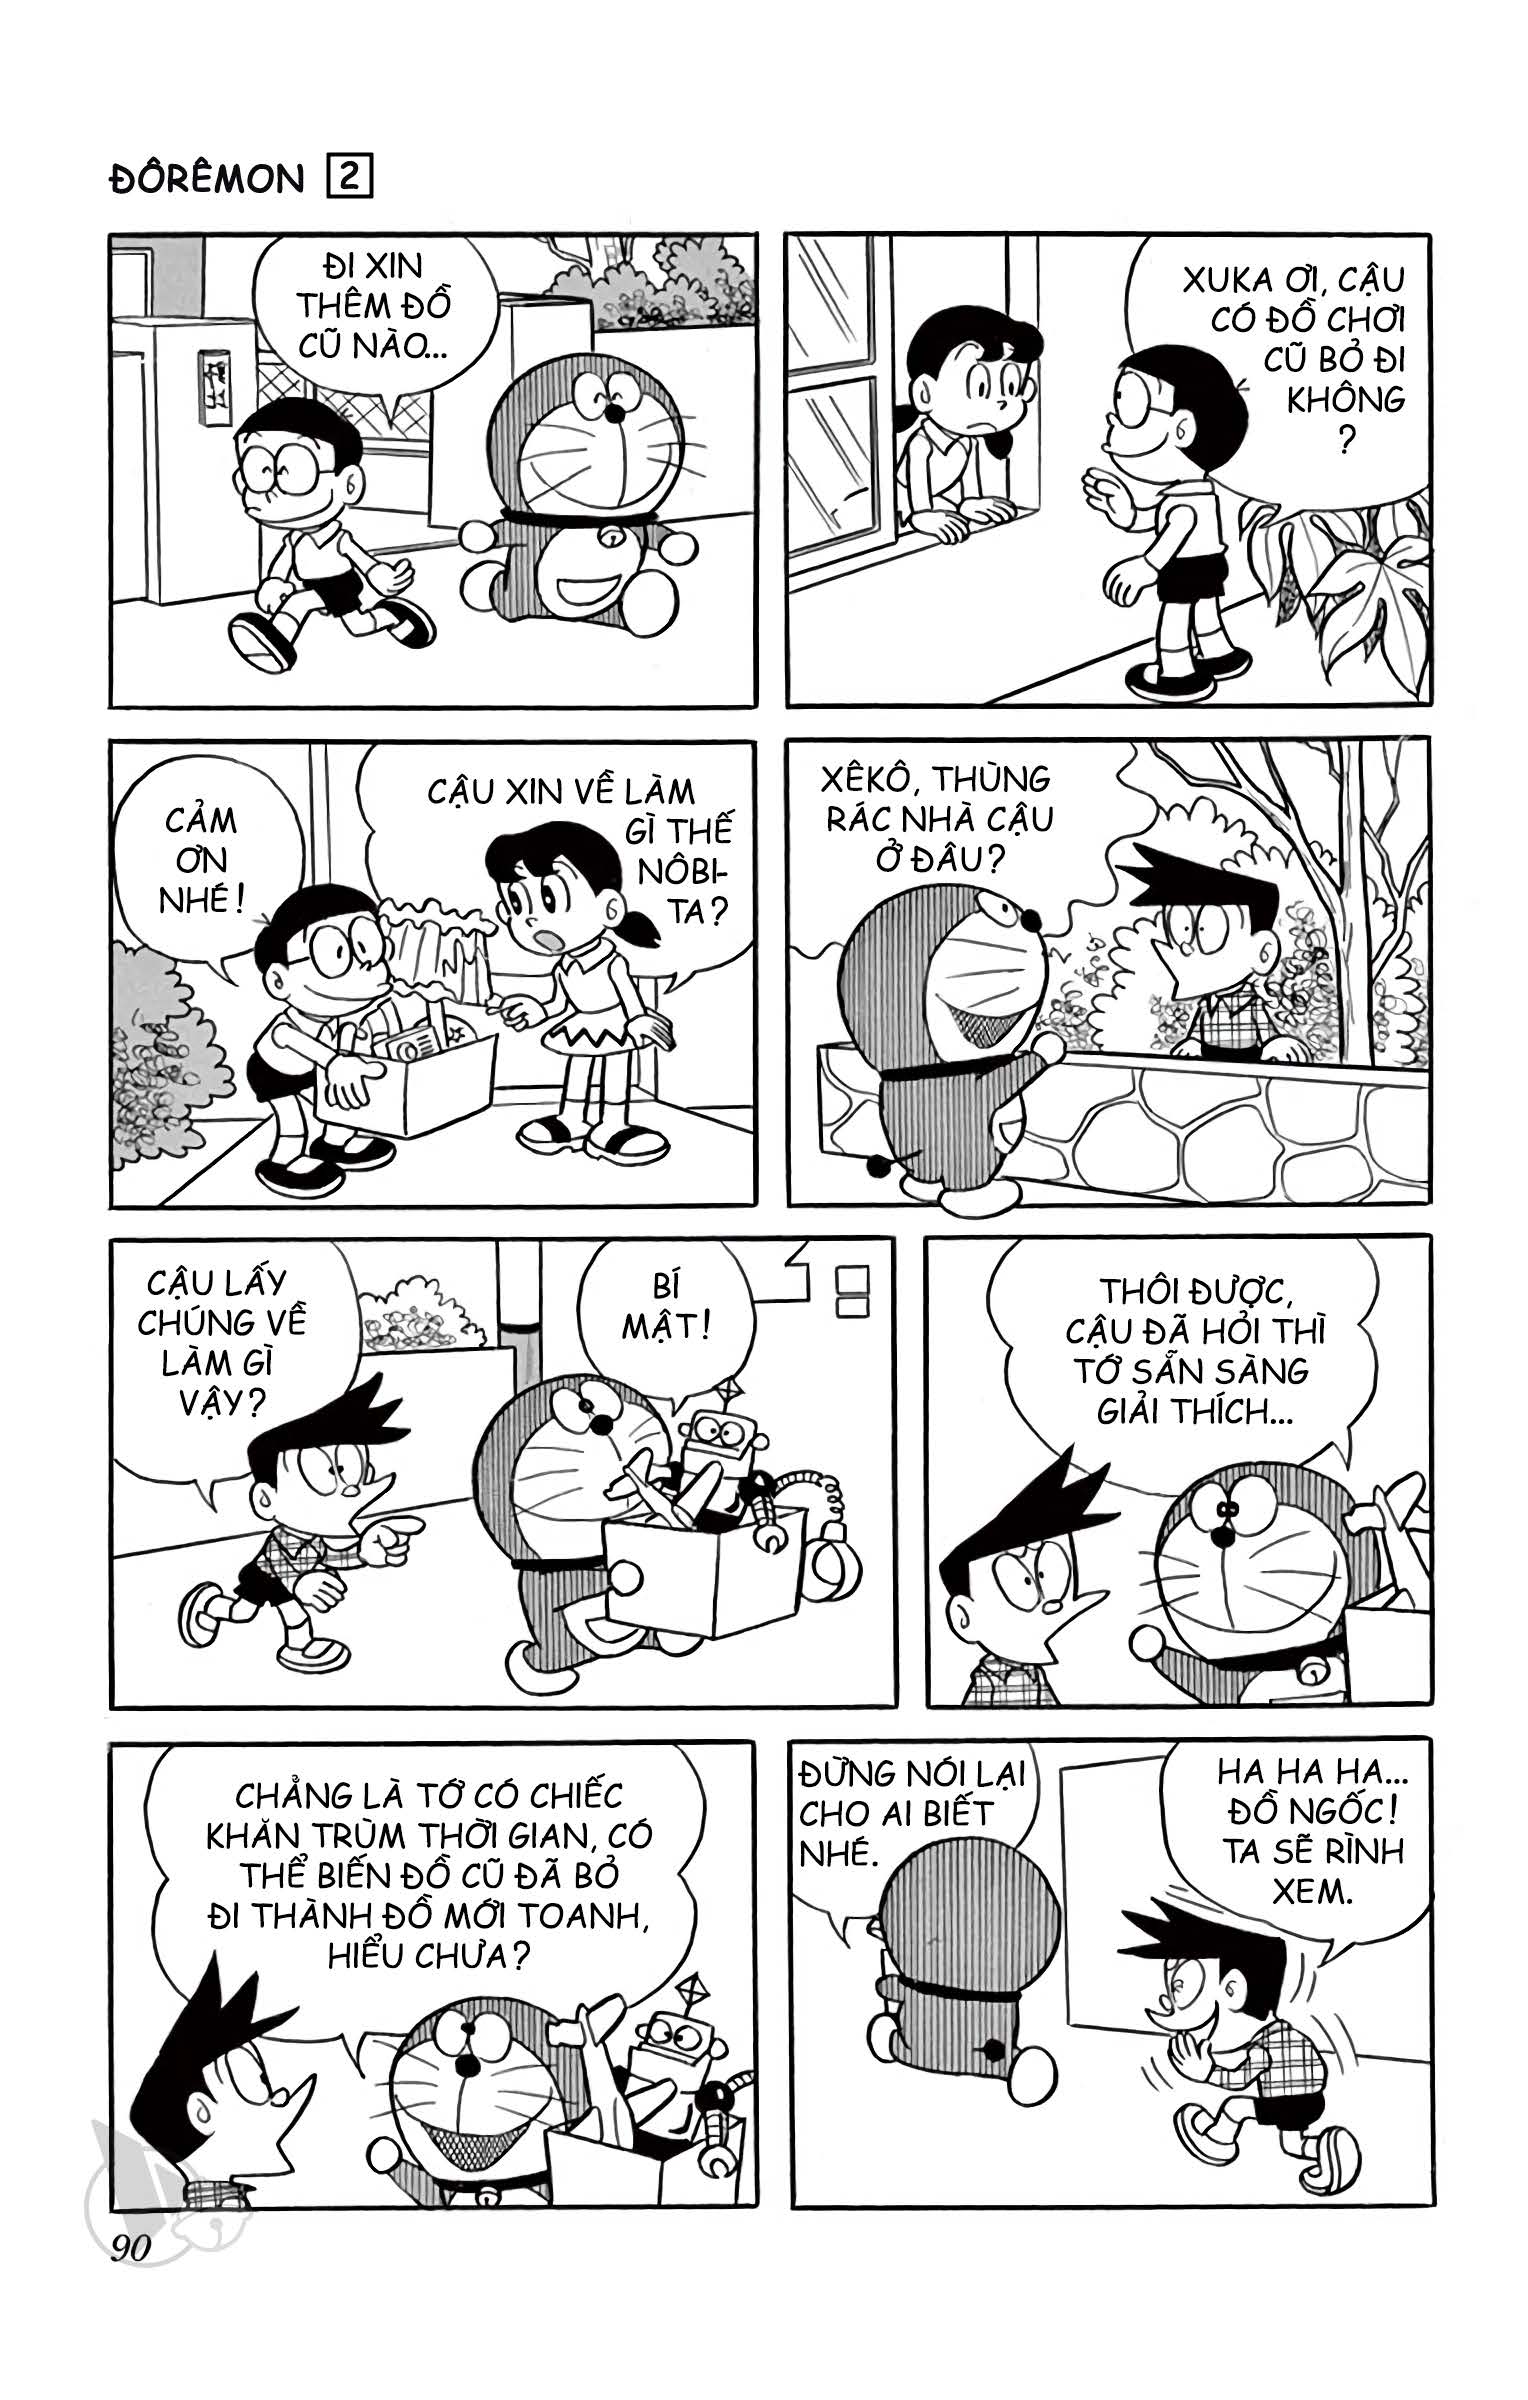 ĐÔRÊMON 2
ĐI XIN
THÊM ĐỒ
CŨ NÀO...
XUKA ƠI, CẬU
CÓ ĐỒ CHƠI
CŨ BỎ ĐI
KHÔNG
?
CẢM
ƠN
NHÉ!
CẬU XIN VỀ LÀM
GÌ THẾ
NÔBI-
TA?
XÊKÔ, THÙNG
RÁC NHÀ CẬU
Ở ĐÂU?
CẬU LẤY
CHÚNG VỀ
LÀM GÌ
VẬY?
BÍ
MẬT!
THÔI ĐƯỢC,
CẬU ĐÃ HỎI THÌ
TỚ SẴN SÀNG
GIẢI THÍCH...
CHẲNG LÀ TỚ CÓ CHIẾC
KHĂN TRÙM THỜI GIAN, CÓ
THỂ BIẾN ĐỒ CŨ ĐÃ BỎ
ĐI THÀNH ĐỒ MỚI TOANH,
HIỂU CHƯA?
ĐỪNG NÓI LẠI
CHO AI BIẾT
NHÉ.
HA HA HA...
ĐỒ NGỐC!
TA SẼ RÌNH
XEM.
90